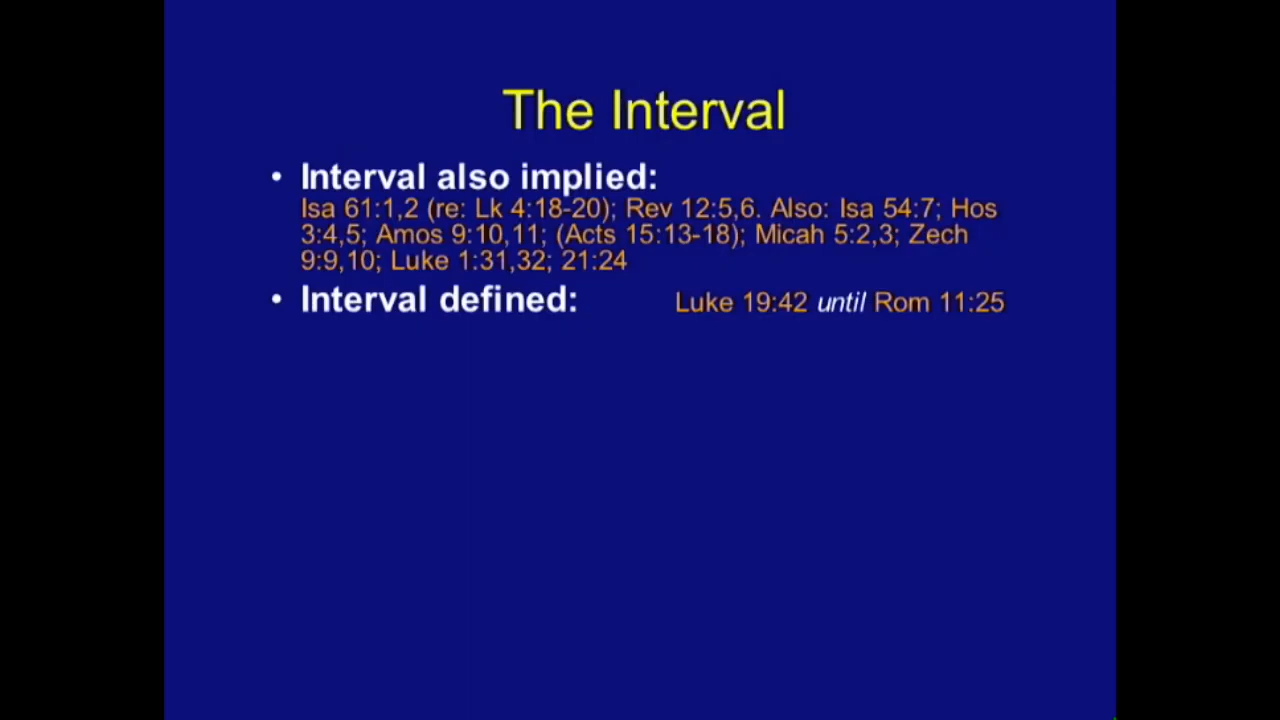 The Interval
• Interval also implied:
Isa 61:1,2 (re: Lk 4:18-20); Rev 12:5,6. Also: Isa 54:7; Hos
3:4,5; Amos 9:10,11; (Acts 15:13-18); Micah 5:2,3; Zech
9:9,10; Luke 1:31,32; 21:24
• Interval defined: Luke 19:42 until Rom 11:25